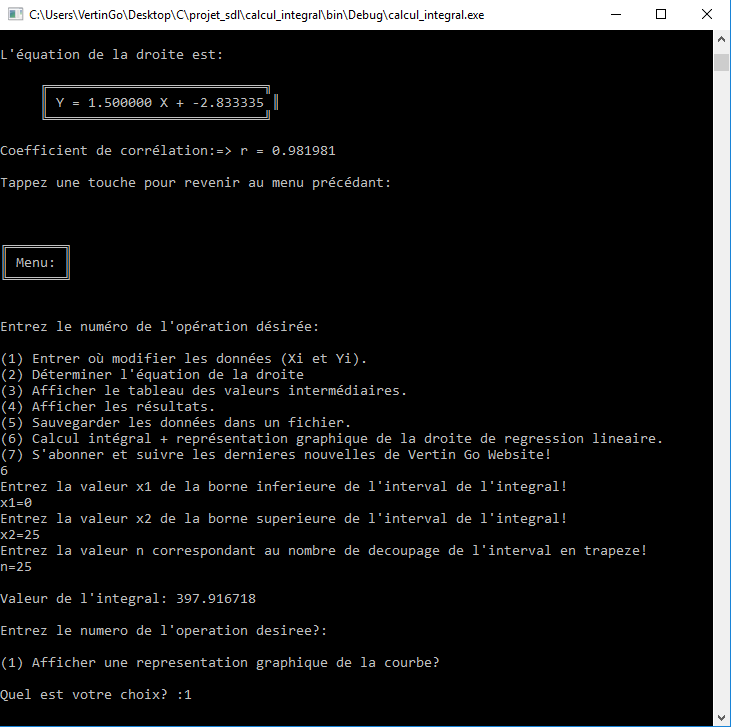 C:\Users\VertinGo\Desktop\C\projet_sdl\calcul_integral\bin\Debug\calcul_integral.exe
L'équation de la droite est:
Y = 1.500000 X + -2.833335
Coefficient de corrélation:=> r = 0.981981
Tappez une touche pour revenir au menu précédant:
Menu:
Entrez le numéro de l'opération désirée:
(1) Entrer où modifier les données (Xi et Yi).
(2) Déterminer l'équation de la droite
(3) Afficher le tableau des valeurs intermédiaires.
(4) Afficher les résultats.
(5) Sauvegarder les données dans un fichier.
(6) Calcul intégral + représentation graphique de la droite de regression lineaire.
(7) S'abonner et suivre les dernieres nouvelles de Vertin Go Website!
6
Entrez la valeur x1 de la borne inferieure de l'interval de l'integral!
x1=0
Entrez la valeur x2 de la borne superieure de l'interval de l'integral!
x2=25
Entrez la valeur n correspondant au nombre de decoupage de l'interval en trapeze!
n=25
Valeur de l'integral: 397.916718
Entrez le numero de l'operation desiree?:
(1) Afficher une representation graphique de la courbe?
Quel est votre choix? :1